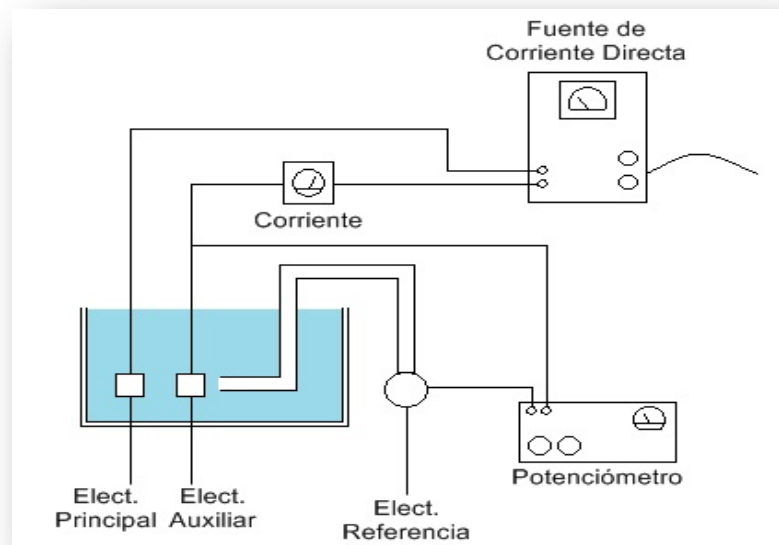 Fuente de
Corriente Directa
Corriente
Potenciómetro
Elect.
Principal
Elect.
Auxiliar
Elect.
Referencia